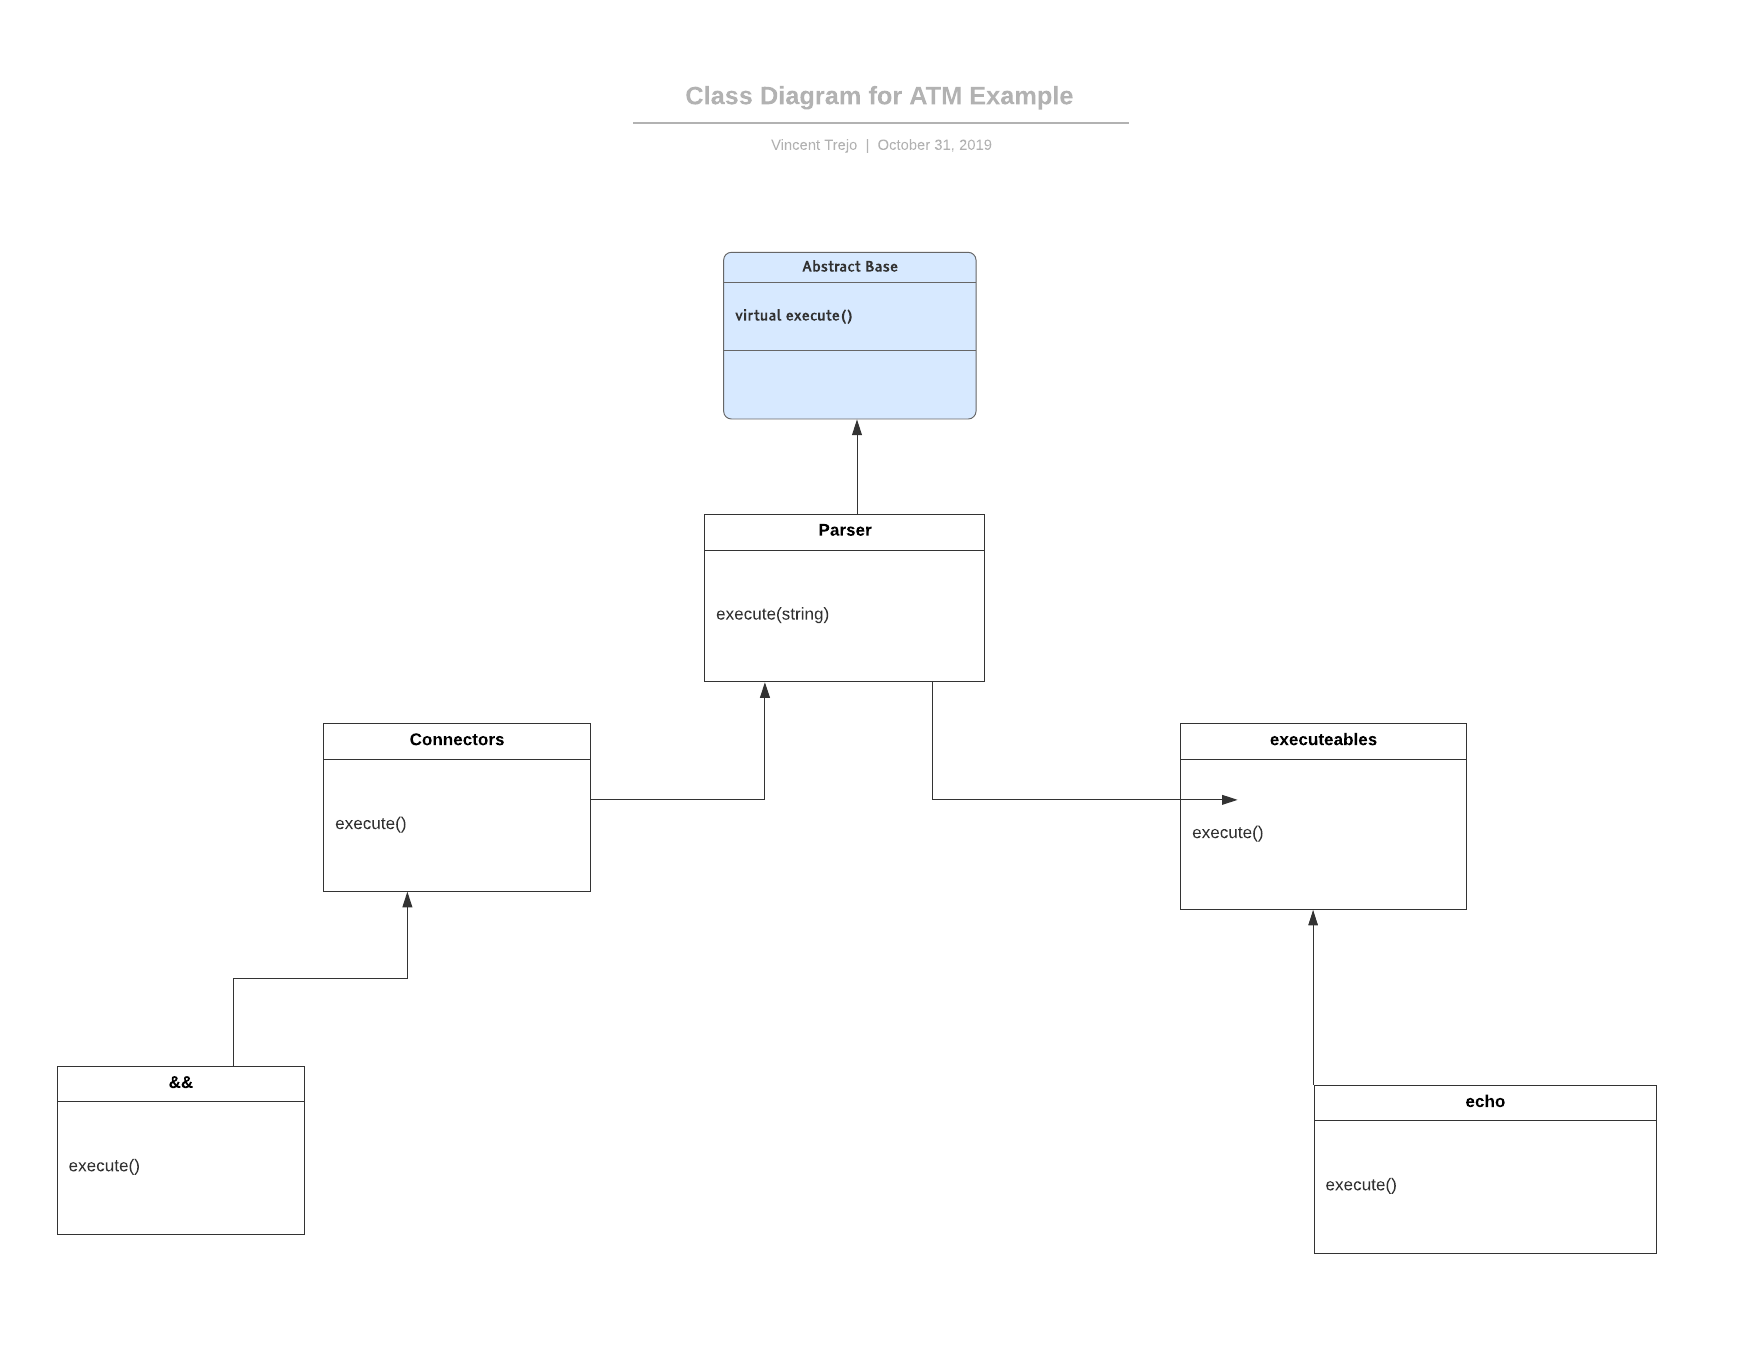 Class Diagram for ATM Example
Vincent Trejo | October 31, 2019
Abstract Base
virtual execute()
Parser
execute(string)
Connectors
execute()
executeables
execute()
&&
execute()
echo
execute()